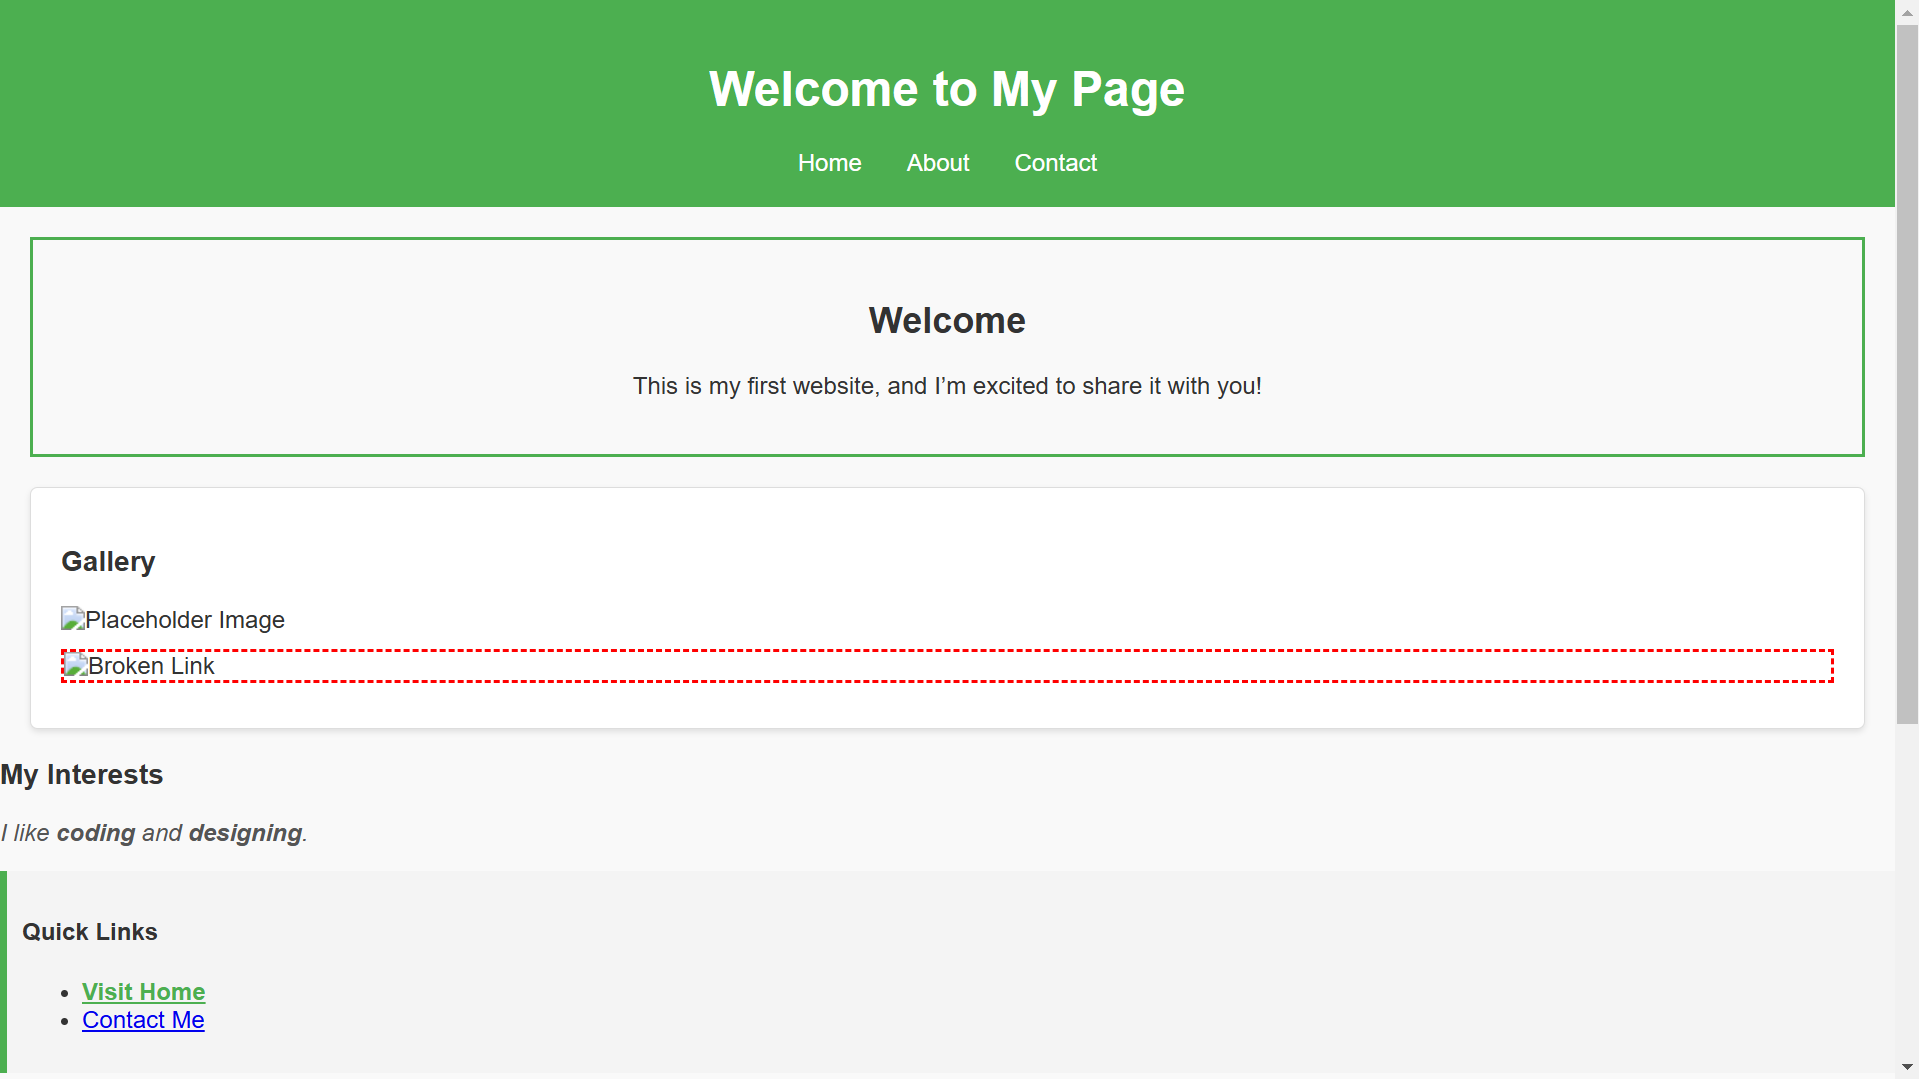 Welcome to My Page
Home About Contact
Welcome
This is my first website, and I’m excited to share it with you!
Gallery
Placeholder Image
Broken Link
My Interests
I like coding and designing.
Quick Links
Visit Home
Contact Me